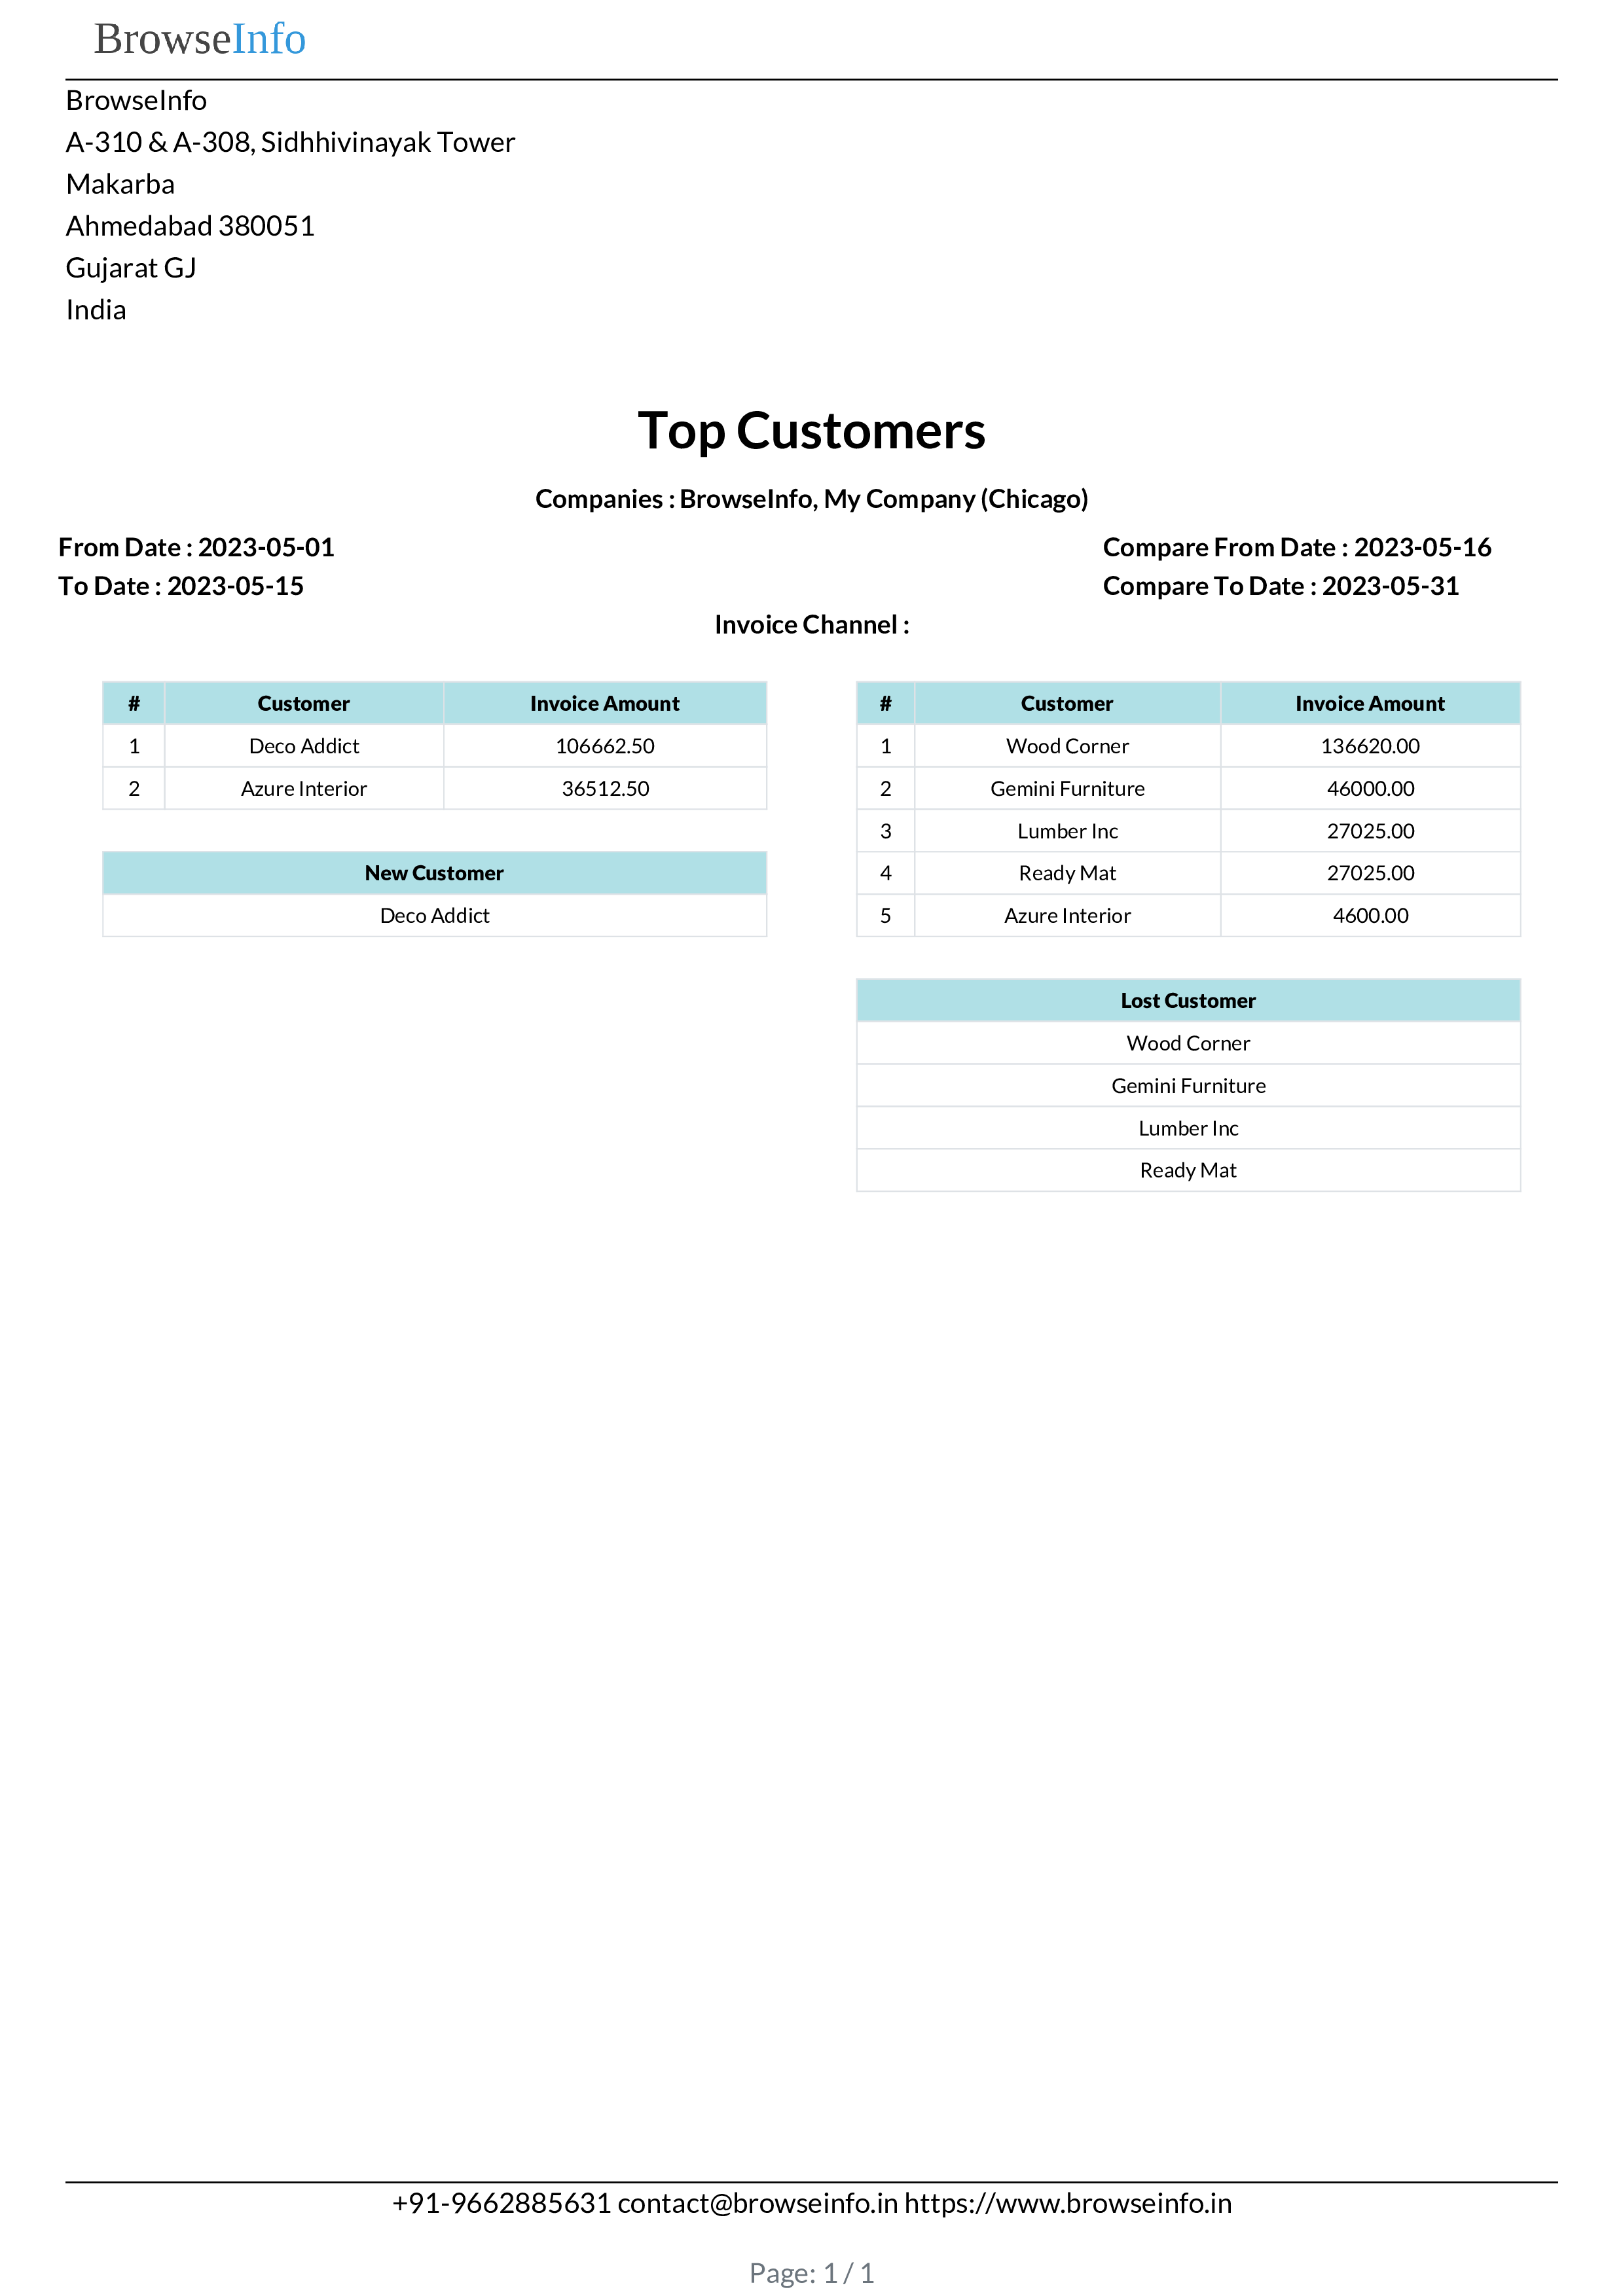 BrowseInfo
BrowseInfo
A-310 & A-308, Sidhhivinayak Tower
Makarba
Ahmedabad 380051
Gujarat GJ
India
Top Customers
Companies : BrowseInfo, My Company (Chicago)
From Date : 2023-05-01
To Date : 2023-05-15
Compare From Date : 2023-05-16
Compare To Date : 2023-05-31
Invoice Channel :
# Customer Invoice Amount
1 Deco Addict 106662.50
2 Azure Interior 36512.50
New Customer
Deco Addict
# Customer Invoice Amount
1 Wood Corner 136620.00
2 Gemini Furniture 46000.00
3 Lumber Inc 27025.00
4 Ready Mat 27025.00
5 Azure Interior 4600.00
Lost Customer
Wood Corner
Gemini Furniture
Lumber Inc
Ready Mat
+91-9662885631 contact@browseinfo.in https://www.browseinfo.in
Page: 1 / 1